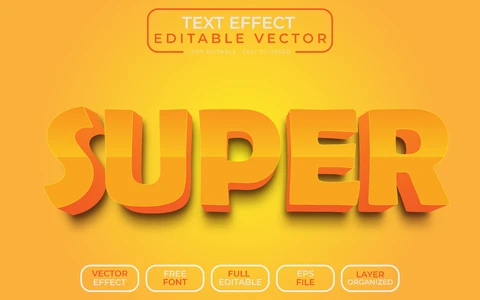 TEXT EFFECT
EDITABLE VECTOR
SUPER
VECTOR
EFFECT
FREE
FONT
FULL
EDITABLE
EPS
FILE
LAYER
ORGANIZED